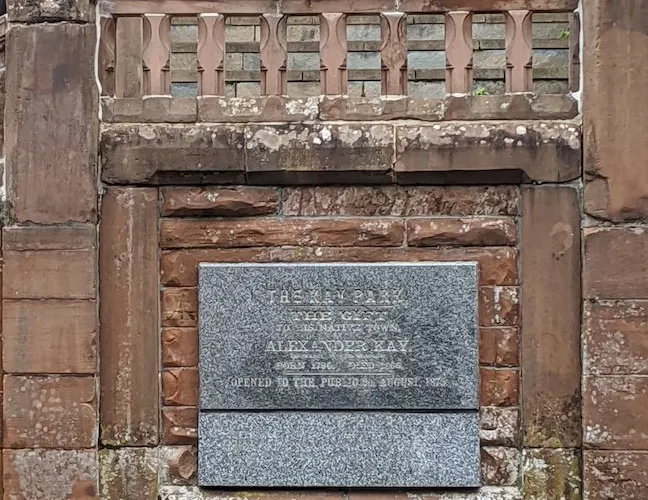 THE KAY PARK
THE GIFT
TO HIS NATIVE TOWN
ALEXANDER KAY
BORN 1796. DIED 1866.
OPENED TO THE PUBLIC AUGUST 1879